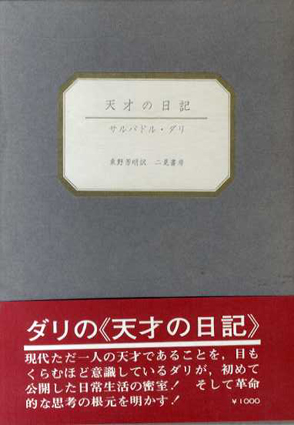 天才の日記
サルバドル・ダリ
東野芳明訳 二見書房
ダリの《天才の日記》
現代ただ一人の天才であることを，目も
くらむほど意識しているダリが，初めて
公開した日常生活の密室！ そして革命
的な思考の根元を明かす！
¥1000